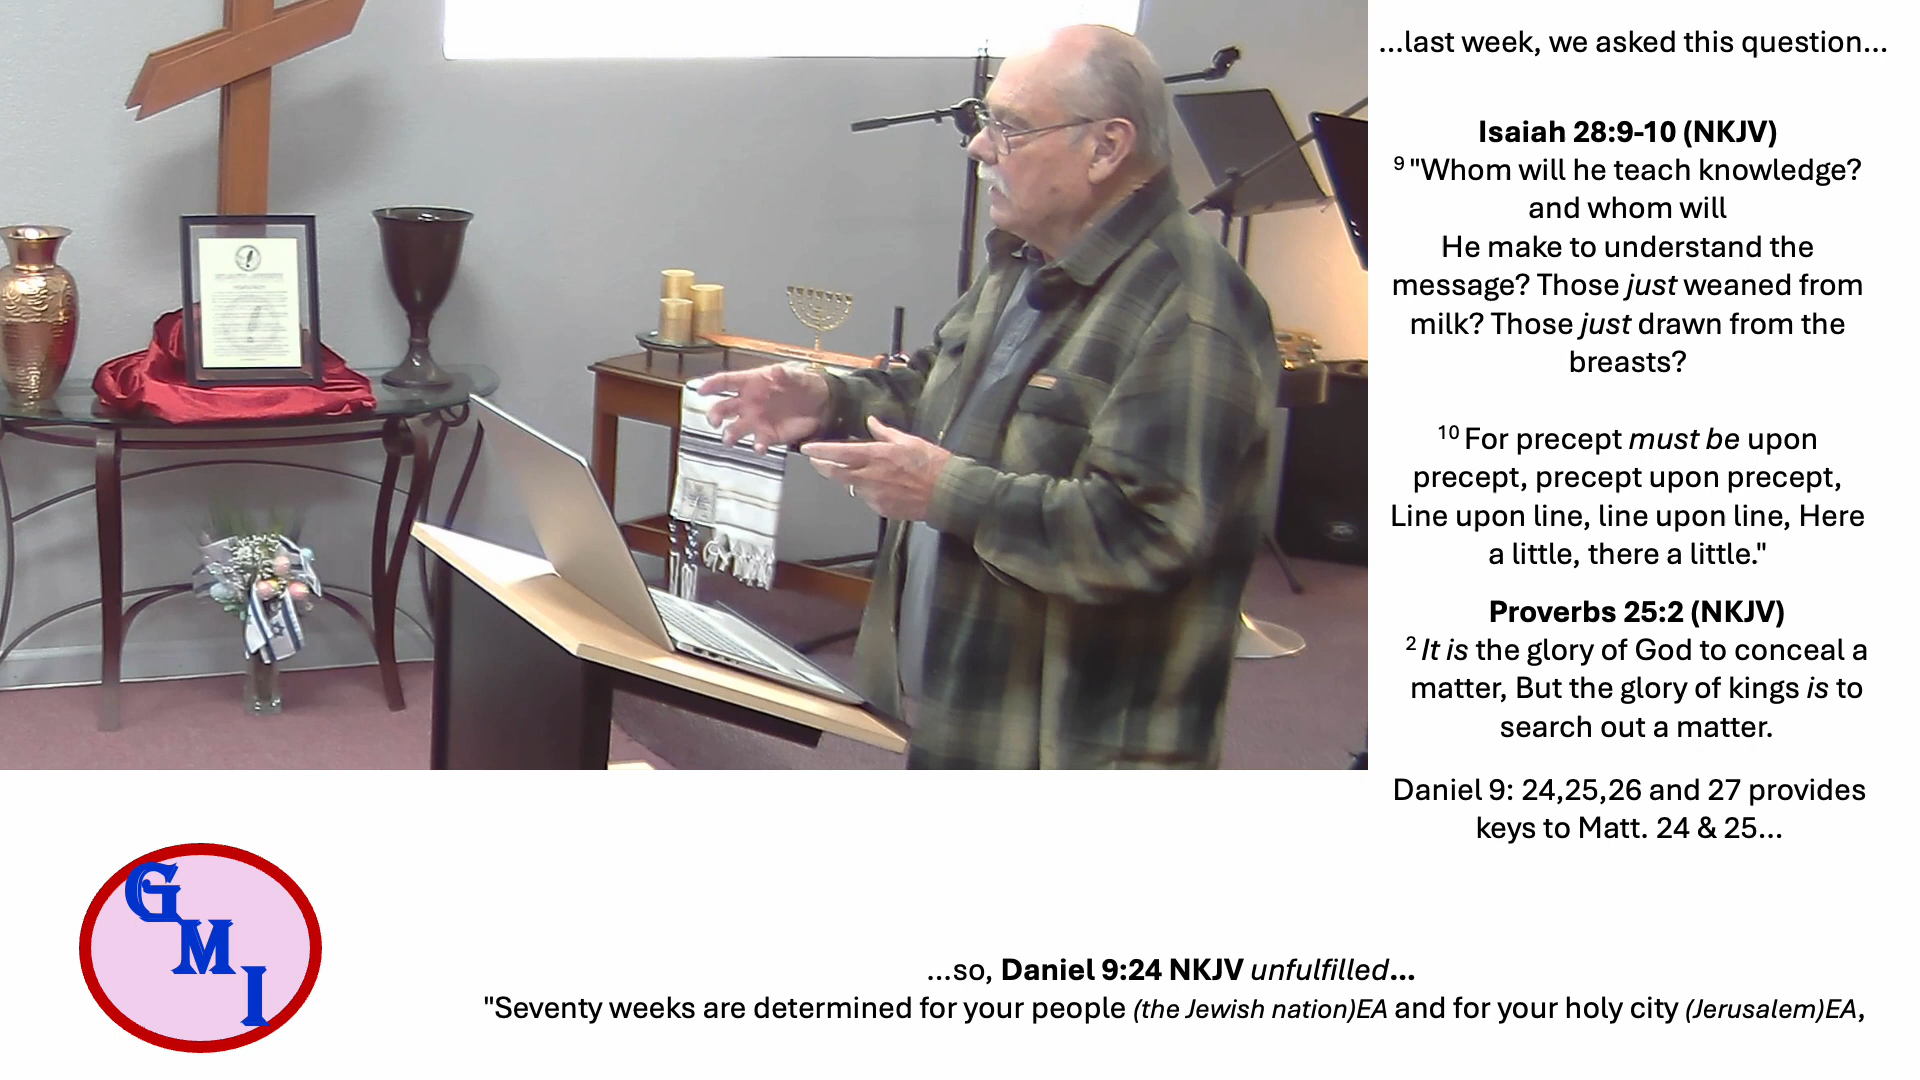 ...last week, we asked this question...
Isaiah 28:9-10 (NKJV)
9 "Whom will he teach knowledge?
and whom will
He make to understand the
message? Those just weaned from
milk? Those just drawn from the
breasts?
10 For precept must be upon
precept, precept upon precept,
Line upon line, line upon line, Here
a little, there a little."
Proverbs 25:2 (NKJV)
2 It is the glory of God to conceal a
matter, But the glory of kings is to
search out a matter.
Daniel 9: 24,25,26 and 27 provides
keys to Matt. 24 & 25...
GMI
...so, Daniel 9:24 NKJV unfulfilled...
"Seventy weeks are determined for your people (the Jewish nation)EA and for your holy city (Jerusalem)EA,